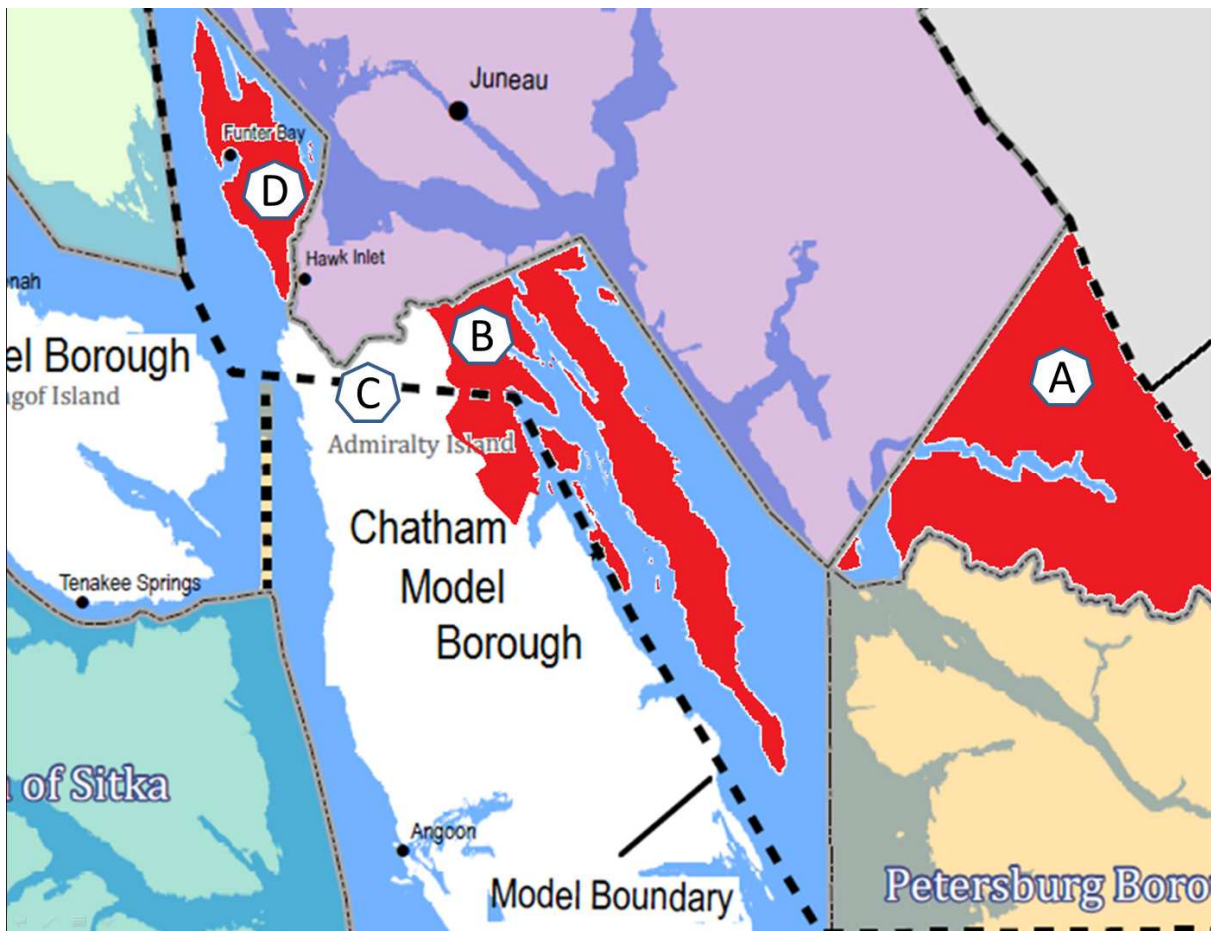 Juneau
Funter Bay
D
Hawk Inlet
nah
B
el Borough
A
gof Island
C
Admiralty Island
Chatham
Model
Borough
Tenakee Springs
of Sitka
Angoon
Model Boundary
Petersburg Boro